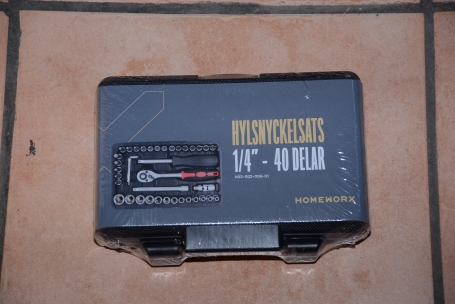 HYLSNYCKELSATS
1/4" - 40 DELAR
HOMEWORX